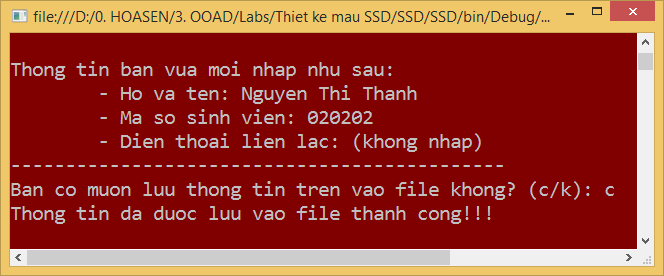 file:///D:/0. HOASEN/3. OOAD/Labs/Thiet ke mau SSD/SSD/SSD/bin/Debug/...
Thong tin ban vua moi nhap nhu sau:
- Ho va ten: Nguyen Thi Thanh
- Ma so sinh vien: 020202
- Dien thoai lien lac: (khong nhap)
---------------------------------------------
Ban co muon luu thong tin tren vao file khong? (c/k): c
Thong tin da duoc luu vao file thanh cong!!!